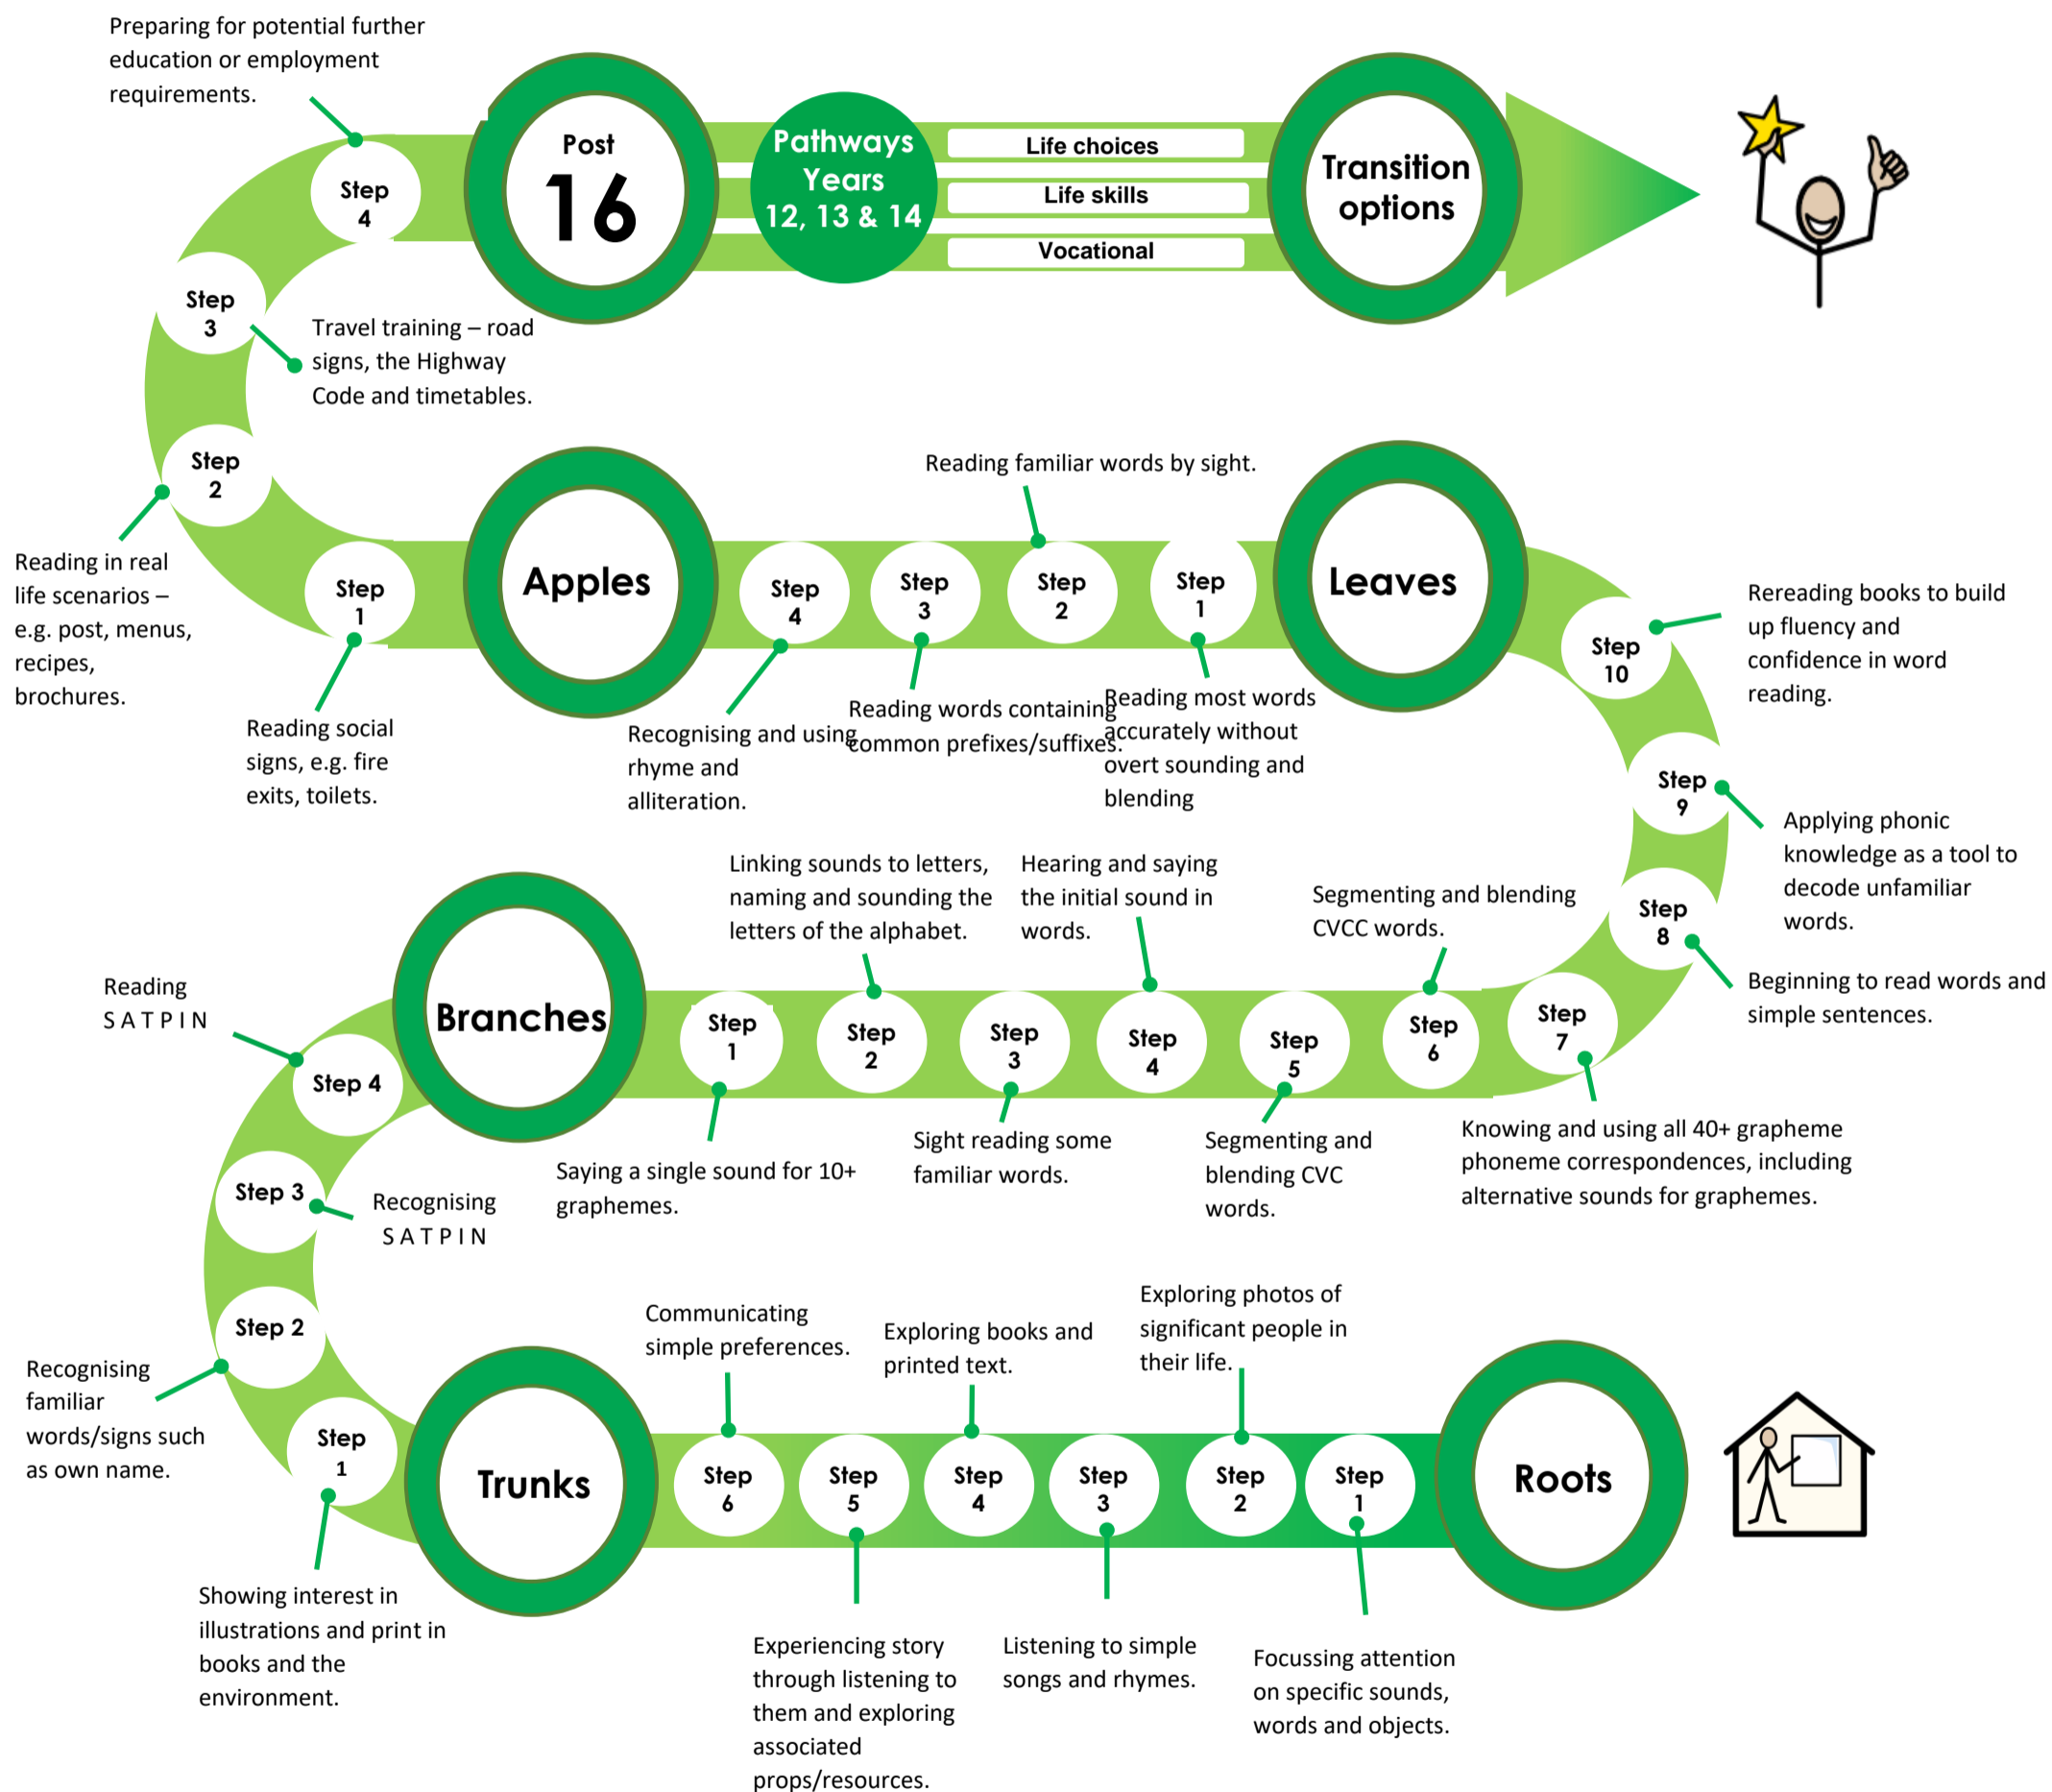 Preparing for potential further
education or employment
requirements.
Post
16
Pathways
Years
12, 13 & 14
Life choices
Life skills
Vocational
Transition
options
Step
4
Step
3
Travel training – road
signs, the Highway
Code and timetables.
Step
2
Reading in real
life scenarios –
e.g. post, menus,
recipes,
brochures.
Step
1
Reading social
signs, e.g. fire
exits, toilets.
Apples
Step
4
Recognising and using
rhyme and
alliteration.
Step
3
Reading words containing
common prefixes/suffixes.
Reading familiar words by sight.
Step
2
Step
1
Reading most words
accurately without
overt sounding and
blending
Leaves
Step
10
Rereading books to build
up fluency and
confidence in word
reading.
Step
9
Applying phonic
knowledge as a tool to
decode unfamiliar
words.
Step
8
Beginning to read words and
simple sentences.
Branches
Step
1
Saying a single sound for 10+
graphemes.
Linking sounds to letters,
naming and sounding the
letters of the alphabet.
Step
2
Step
3
Sight reading some
familiar words.
Hearing and saying
the initial sound in
words.
Step
4
Step
5
Segmenting and
blending CVC
words.
Segmenting and blending
CVCC words.
Step
6
Step
7
Knowing and using all 40+ grapheme
phoneme correspondences, including
alternative sounds for graphemes.
Reading
S A T P I N
Step 4
Step 3
Recognising
S A T P I N
Step 2
Recognising
familiar
words/signs such
as own name.
Step
1
Showing interest in
illustrations and print in
books and the
environment.
Trunks
Communicating
simple preferences.
Step
6
Step
5
Experiencing story
through listening to
them and exploring
associated
props/resources.
Exploring books and
printed text.
Step
4
Step
3
Listening to simple
songs and rhymes.
Exploring photos of
significant people in
their life.
Step
2
Step
1
Focussing attention
on specific sounds,
words and objects.
Roots